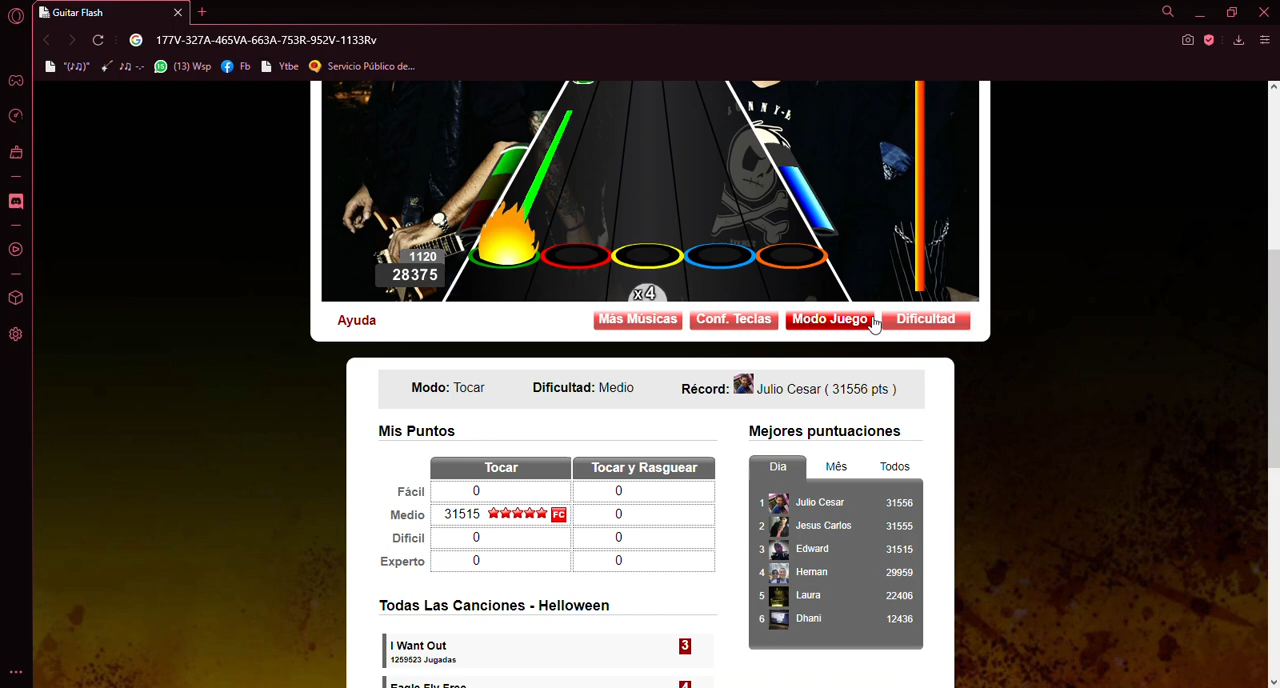 Guitar Flash
177V-327A-465VA-663A-753R-952V-1133Rv
"(♪♫)" ♪♫ -.- (13) Wsp Fb Ytbe Servicio Público de...
1120
28375
x4
Ayuda Más Músicas Conf. Teclas Modo Juego Dificultad
Modo: Tocar Dificultad: Medio Récord: Julio Cesar ( 31556 pts )
Mis Puntos
Tocar Tocar y Rasguear
Fácil 0 0
Medio 31515 FC 0
Dificil 0 0
Experto 0 0
Mejores puntuaciones
Dia Mês Todos
1 Julio Cesar 31556
2 Jesus Carlos 31555
3 Edward 31515
4 Hernan 29959
5 Laura 22406
6 Dhani 12436
Todas Las Canciones - Helloween
I Want Out 3
1259523 Jugadas
Eagle Fly Free 4